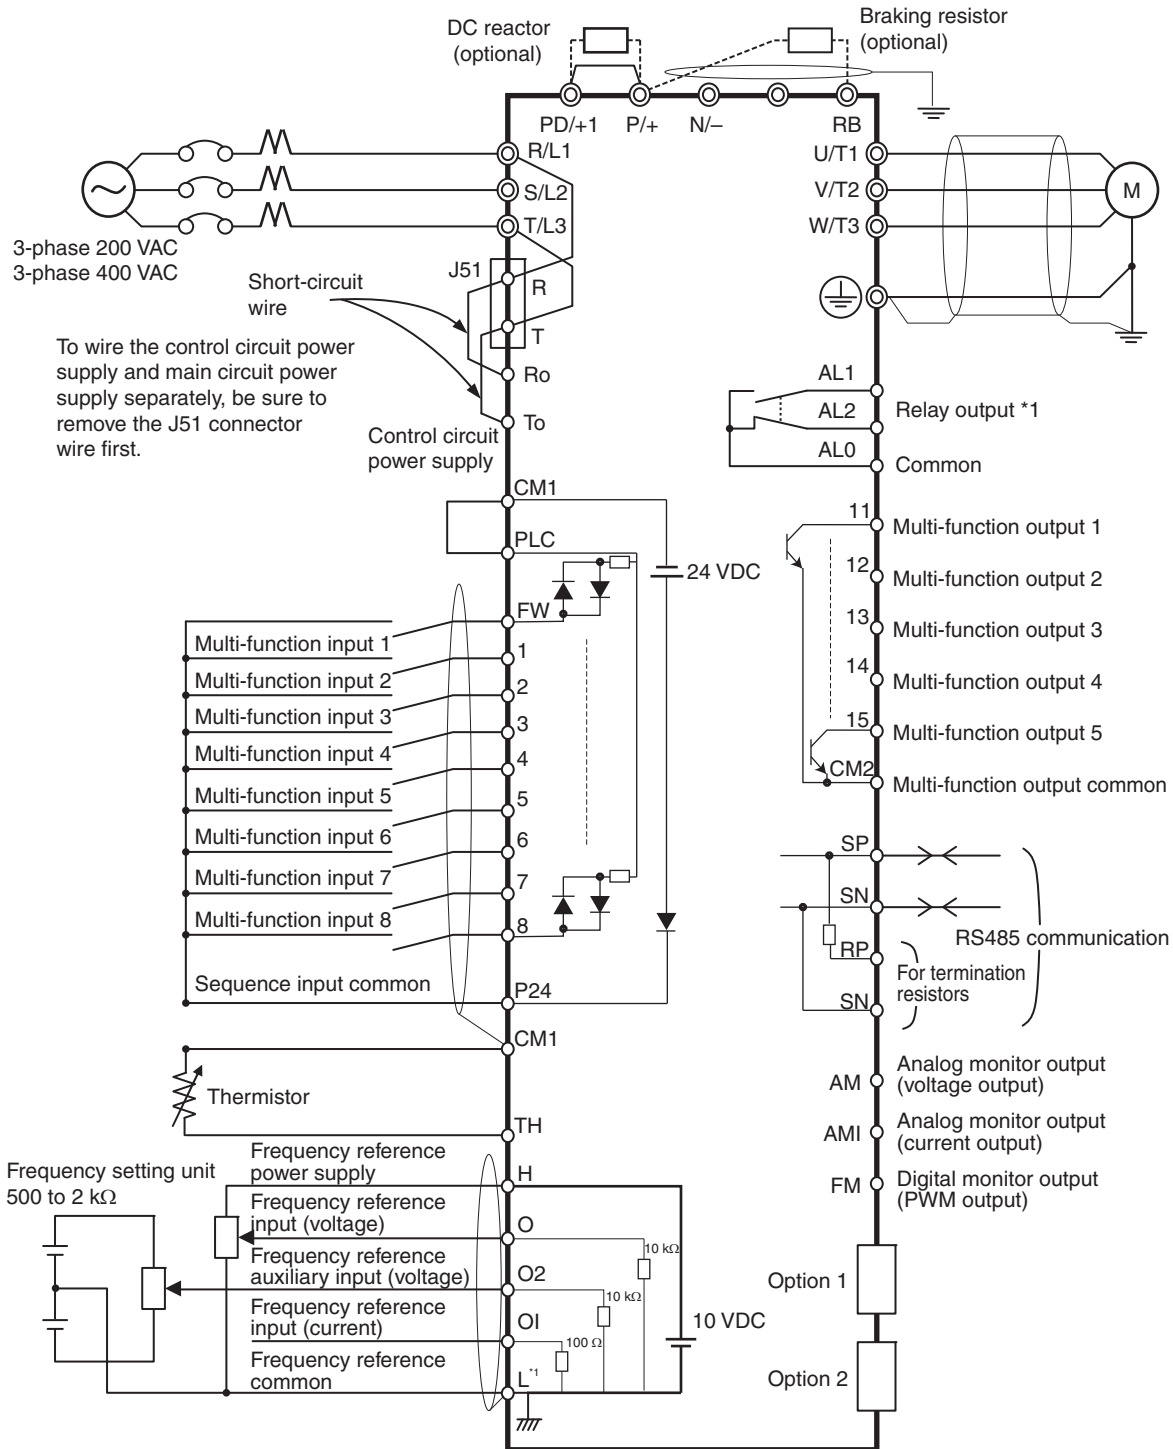 DC reactor
(optional)
Braking resistor
(optional)
PD/+1
P/+
N/–
RB
R/L1
S/L2
T/L3
U/T1
V/T2
W/T3
M
3-phase 200 VAC
3-phase 400 VAC
J51
R
T
Short-circuit
wire
To wire the control circuit power
supply and main circuit power
supply separately, be sure to
remove the J51 connector
wire first.
Ro
To
Control circuit
power supply
AL1
AL2
Relay output *1
AL0
Common
CM1
PLC
24 VDC
FW
Multi-function input 1
1
Multi-function input 2
2
Multi-function input 3
3
Multi-function input 4
4
Multi-function input 5
5
Multi-function input 6
6
Multi-function input 7
7
Multi-function input 8
8
Sequence input common
P24
CM1
Thermistor
TH
11
Multi-function output 1
12
Multi-function output 2
13
Multi-function output 3
14
Multi-function output 4
15
Multi-function output 5
CM2
Multi-function output common
SP
SN
RS485 communication
RP
For termination
resistors
SN
AM
Analog monitor output
(voltage output)
AMI
Analog monitor output
(current output)
FM
Digital monitor output
(PWM output)
Frequency setting unit
500 to 2 kΩ
Frequency reference
power supply
H
Frequency reference
input (voltage)
O
10 kΩ
Frequency reference
auxiliary input (voltage)
O2
10 kΩ
Frequency reference
input (current)
OI
100 Ω
10 VDC
Frequency reference
common
L*1
Option 1
Option 2